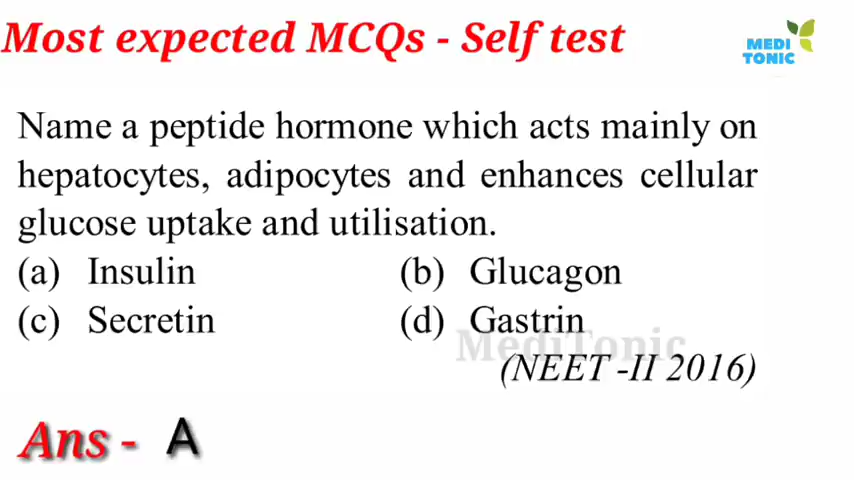 Most expected MCQs - Self test
MEDI
TONIC
Name a peptide hormone which acts mainly on
hepatocytes, adipocytes and enhances cellular
glucose uptake and utilisation.
(a) Insulin (b) Glucagon
(c) Secretin (d) Gastrin
MediTonic
(NEET -II 2016)
Ans - A